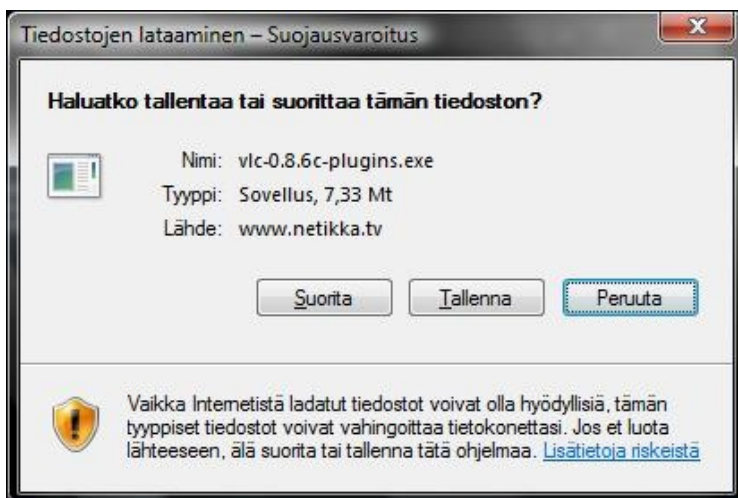 Tiedostojen lataaminen – Suojausvaroitus
Haluatko tallentaa tai suorittaa tämän tiedoston?
Nimi: vlc-0.8.6c-plugins.exe
Tyyppi: Sovellus, 7,33 Mt
Lähde: www.netikka.tv
Suorita Tallenna Peruuta
Vaikka Internetistä ladatut tiedostot voivat olla hyödyllisiä, tämän
tyyppiset tiedostot voivat vahingoittaa tietokonettasi. Jos et luota
lähteeseen, älä suorita tai tallenna tätä ohjelmaa. Lisätietoja riskeistä